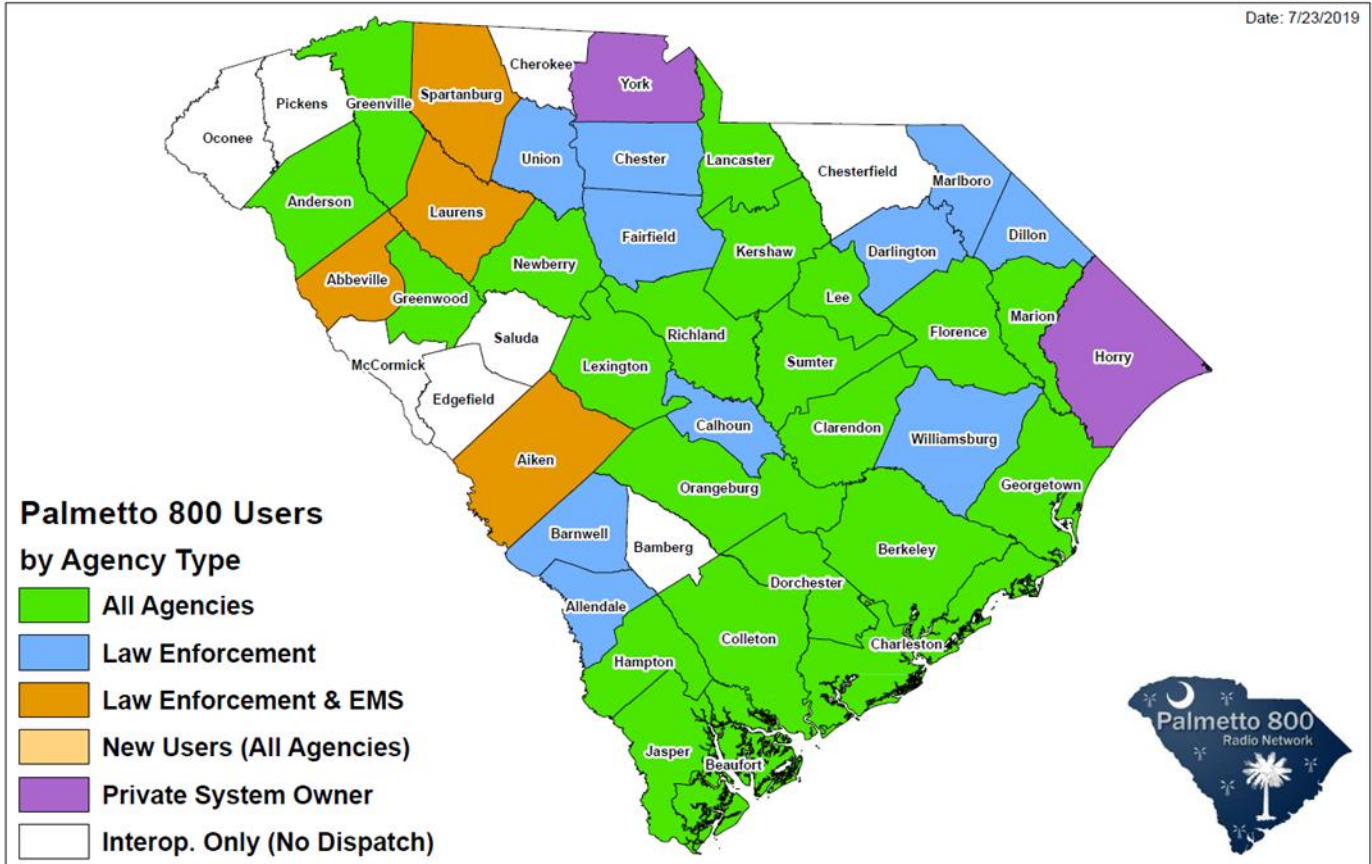 Date: 7/23/2019
Cherokee
York
Pickens
Greenville
Spartanburg
Oconee
Union
Chester
Lancaster
Chesterfield
Marlboro
Anderson
Laurens
Fairfield
Kershaw
Darlington
Dillon
Newberry
Abbeville
Greenwood
Lee
Richland
Marion
Florence
Saluda
Horry
McCormick
Lexington
Sumter
Edgefield
Calhoun
Clarendon
Williamsburg
Aiken
Orangeburg
Georgetown
Barnwell
Bamberg
Berkeley
Dorchester
Allendale
Colleton
Charleston
Hampton
Jasper
Beaufort
Palmetto 800 Users
by Agency Type
All Agencies
Law Enforcement
Law Enforcement & EMS
New Users (All Agencies)
Private System Owner
Interop. Only (No Dispatch)
Palmetto 800
Radio Network